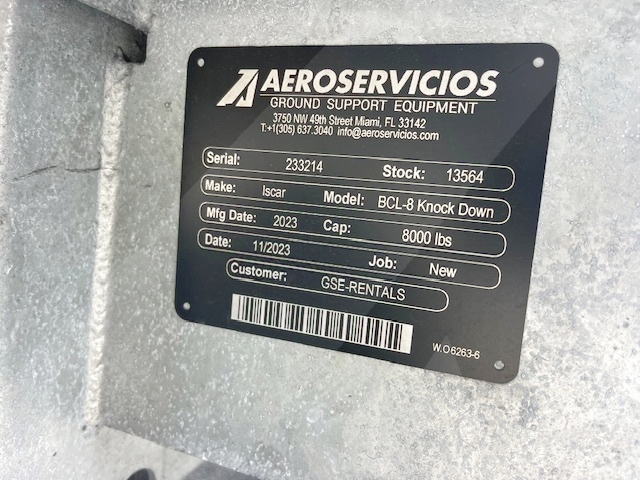 AEROSERVICIOS
GROUND SUPPORT EQUIPMENT
3750 NW 49th Street Miami, FL 33142
T:+1(305) 637.3040 info@aeroservicios.com
Serial: 233214 Stock: 13564
Make: Iscar Model: BCL-8 Knock Down
Mfg Date: 2023 Cap: 8000 lbs
Date: 11/2023 Job: New
Customer; GSE-RENTALS
W.O6263-6